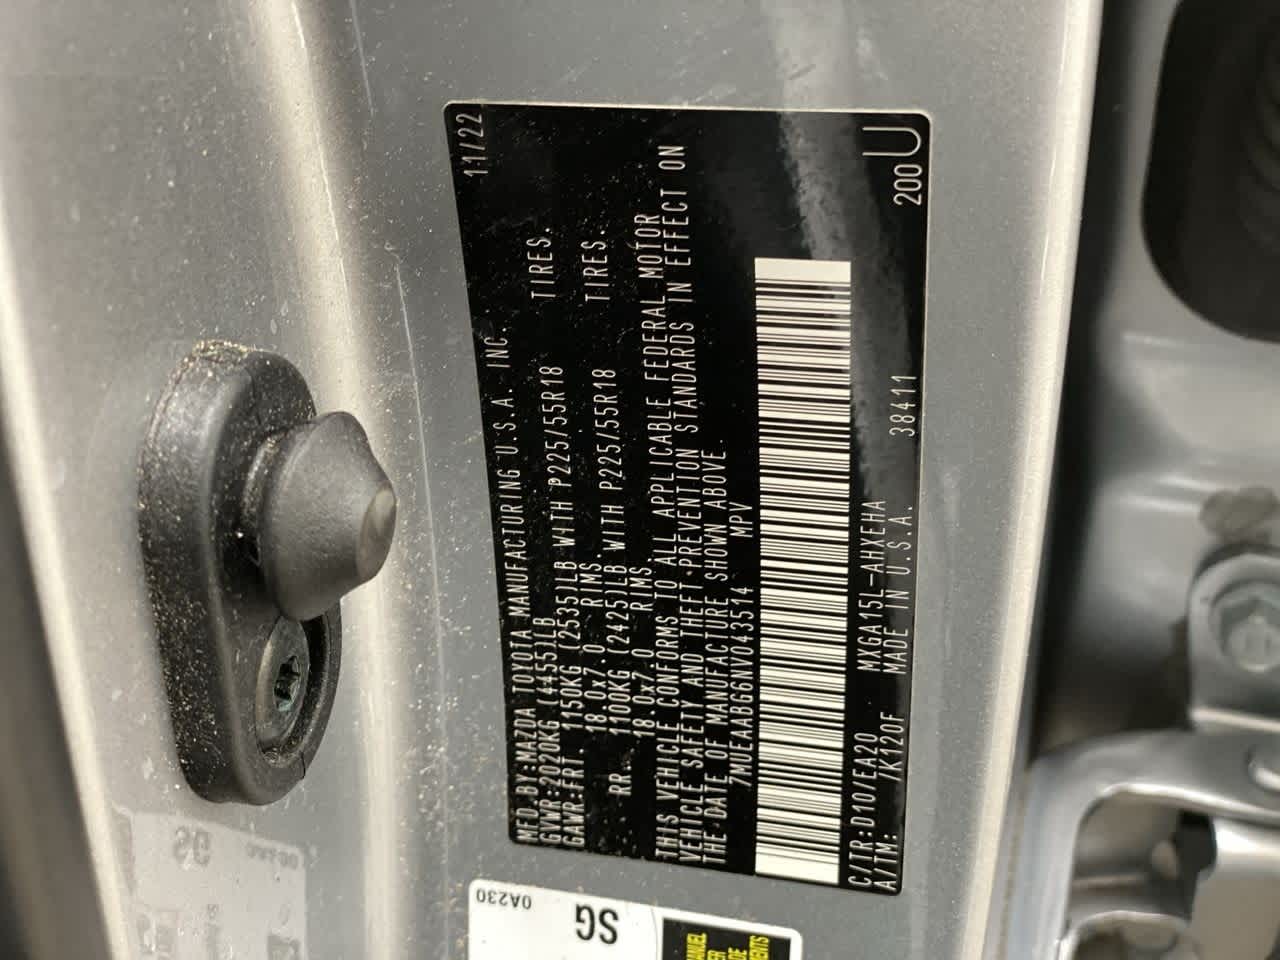 MFD.BY:MAZDA TOYOTA MANUFACTURING U.S.A. INC. 11/22
GVWR:2020KG (4455)LB
GAWR:FRT. 1150KG (2535)LB WITH P225/55R18 TIRES.
18.0x7.0 RIMS.
RR. 1100KG (2425)LB WITH P225/55R18 TIRES.
18.0x7.0 RIMS.
THIS VEHICLE CONFORMS TO ALL APPLICABLE FEDERAL MOTOR
VEHICLE SAFETY AND THEFT PREVENTION STANDARDS IN EFFECT ON
THE DATE OF MANUFACTURE SHOWN ABOVE.
7MUEAABG6NV043514 MPV
C/TR:D10/EA20 MXGA15L-AHXEHA
A/TM: /K120F MADE IN U.S.A. 38411 200U
0A230
SG